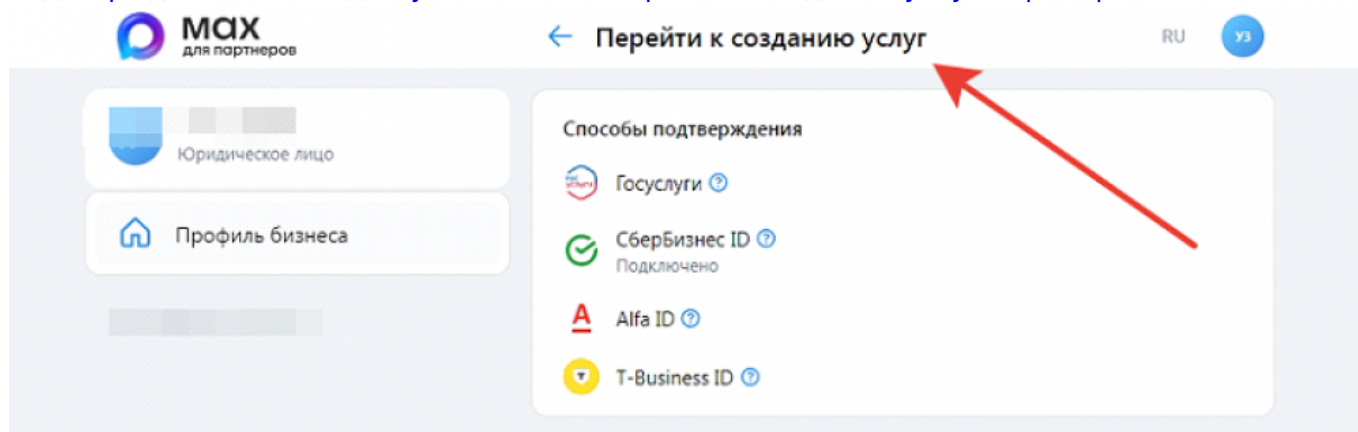 мах
для партнеров
Перейти к созданию услуг
RU
УЗ
Юридическое лицо
Профиль бизнеса
Способы подтверждения
Госуслуги
СберБизнес ID
Подключено
Alfa ID
T-Business ID